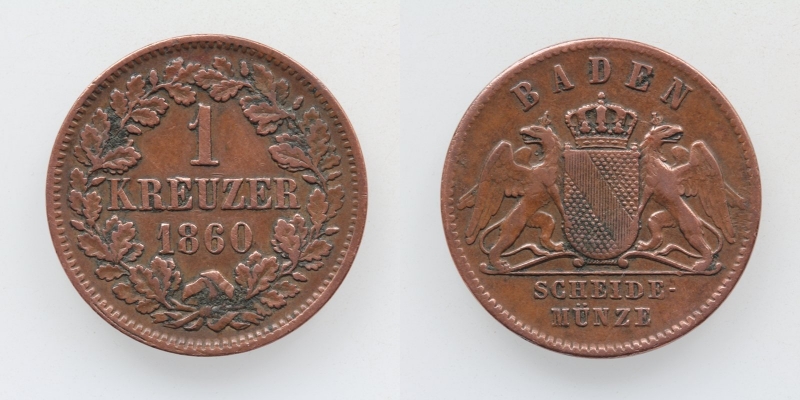 1
KREUZER
1860
BADEN
SCHEIDE-
MÜNZE